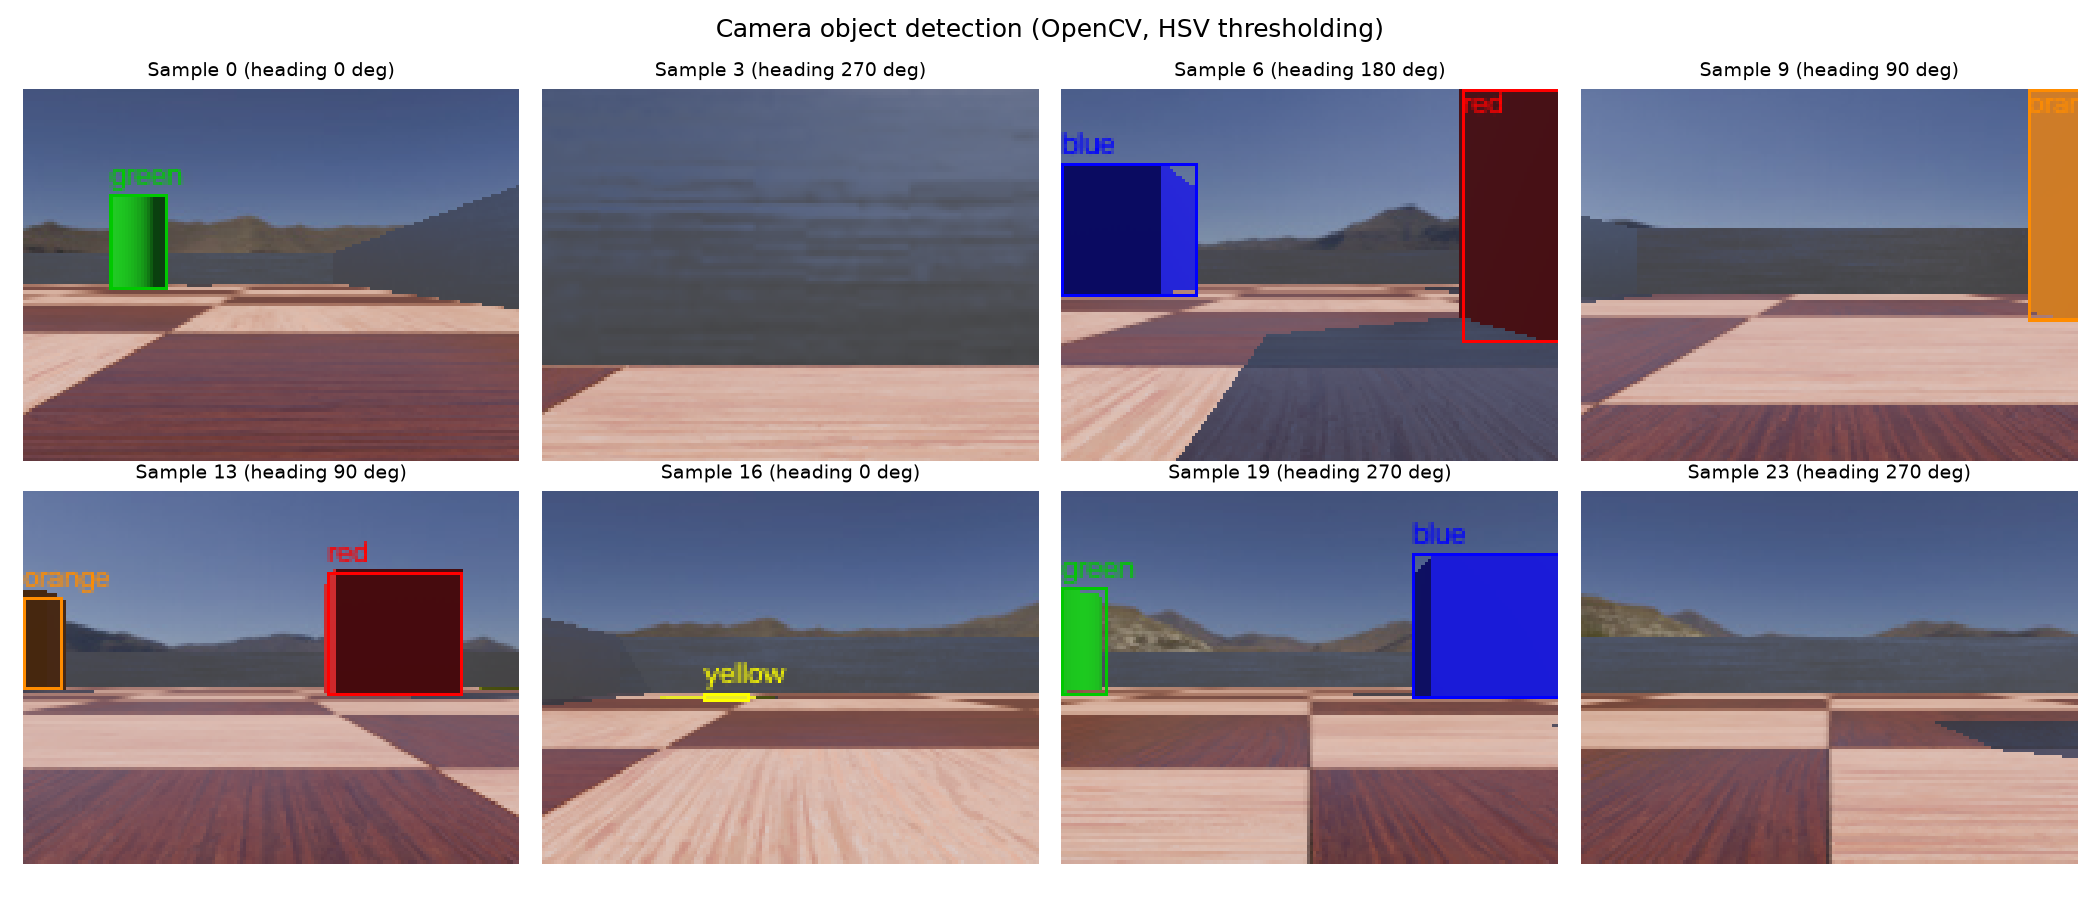 Camera object detection (OpenCV, HSV thresholding)
Sample 0 (heading 0 deg)
Sample 3 (heading 270 deg)
Sample 6 (heading 180 deg)
Sample 9 (heading 90 deg)
green
blue
red
oran
Sample 13 (heading 90 deg)
Sample 16 (heading 0 deg)
Sample 19 (heading 270 deg)
Sample 23 (heading 270 deg)
orange
red
yellow
green
blue